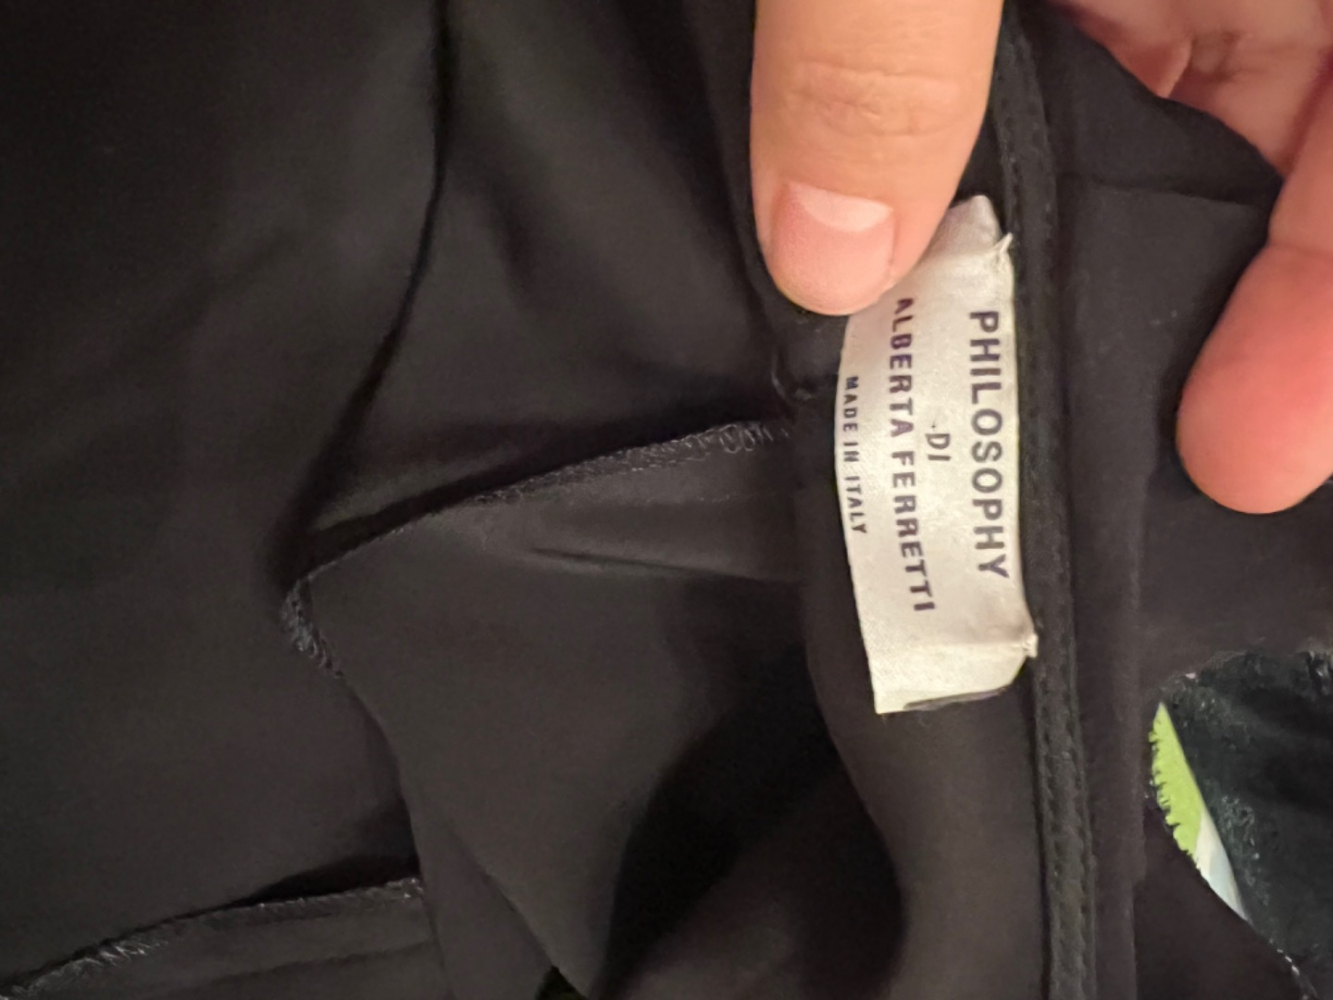 PHILOSOPHY
DI
ALBERTA FERRETTI
MADE IN ITALY